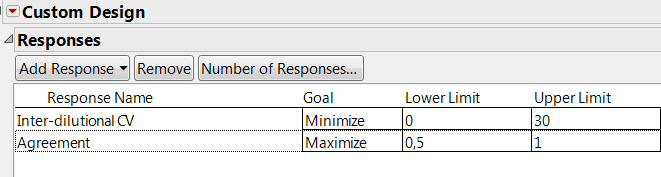 Custom Design
Responses
Add Response Remove Number of Responses...
Response Name Goal Lower Limit Upper Limit
Inter-dilutional CV Minimize 0 30
Agreement Maximize 0,5 1